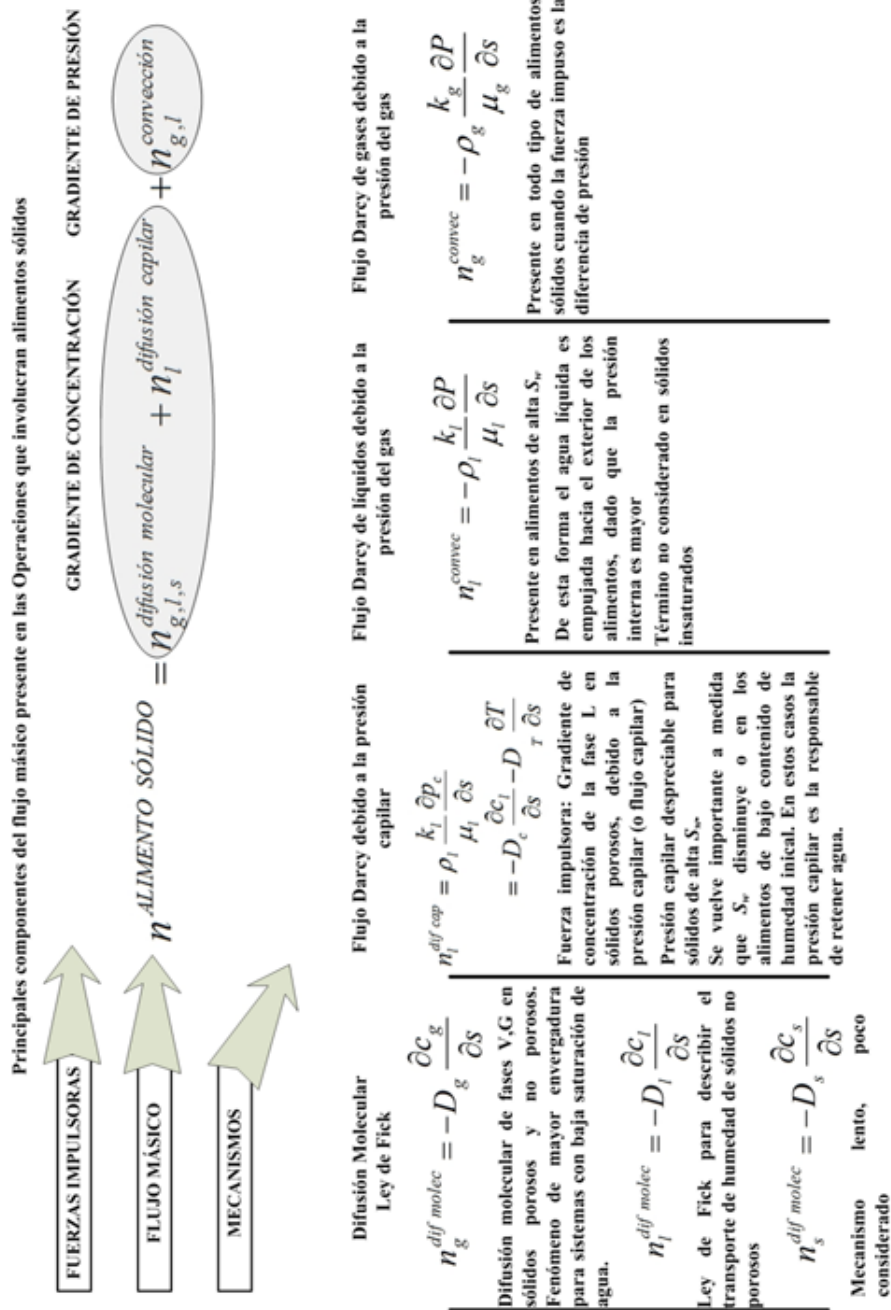 Principales componentes del flujo másico presente en las Operaciones que involucran alimentos sólidos
FUERZAS IMPULSORAS
GRADIENTE DE CONCENTRACIÓN
GRADIENTE DE PRESIÓN
FLUJO MÁSICO
n^{ALIMENTO SÓLIDO} = n_{g,l,s}^{difusión molecular} + n_l^{difusión capilar} + n_{g,l}^{convección}
MECANISMOS
Difusión Molecular
Ley de Fick
n_g^{dif molec} = -D_g ∂c_g/∂s
Difusión molecular de fases V,G en
sólidos porosos y no porosos.
Fenómeno de mayor envergadura
para sistemas con baja saturación de
agua.
n_l^{dif molec} = -D_l ∂c_l/∂s
Ley de Fick para describir el
transporte de humedad de sólidos no
porosos
n_s^{dif molec} = -D_s ∂c_s/∂s
Mecanismo lento, poco
considerado
Flujo Darcy debido a la presión
capilar
n_l^{dif cap} = ρ_l k_l/μ_l ∂p_c/∂s
= -D_c ∂c_l/∂s - D_T ∂T/∂s
Fuerza impulsora: Gradiente de
concentración de la fase L en
sólidos porosos, debido a la
presión capilar (o flujo capilar)
Presión capilar despreciable para
sólidos de alta S_w.
Se vuelve importante a medida
que S_w disminuye o en los
alimentos de bajo contenido de
humedad inical. En estos casos la
presión capilar es la responsable
de retener agua.
Flujo Darcy de líquidos debido a la
presión del gas
n_l^{convec} = -ρ_l k_l/μ_l ∂P/∂s
Presente en alimentos de alta S_w
De esta forma el agua líquida es
empujada hacia el exterior de los
alimentos, dado que la presión
interna es mayor
Término no considerado en sólidos
insaturados
Flujo Darcy de gases debido a la
presión del gas
n_g^{convec} = -ρ_g k_g/μ_g ∂P/∂s
Presente en todo tipo de alimentos
sólidos cuando la fuerza impuso es la
diferencia de presión